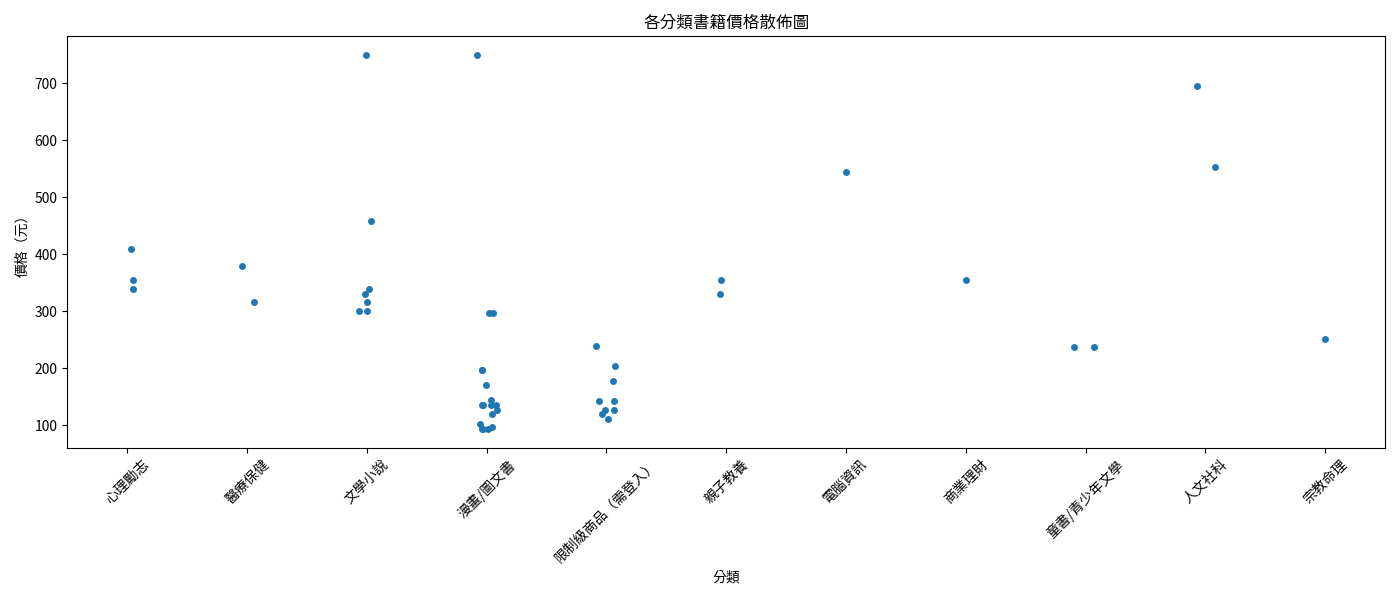 各分類書籍價格散佈圖
價格（元）
700
600
500
400
300
200
100
心理勵志
醫療保健
文學小說
漫畫/圖文書
限制級商品（需登入）
親子教養
電腦資訊
商業理財
童書/青少年文學
人文社科
宗教命理
分類